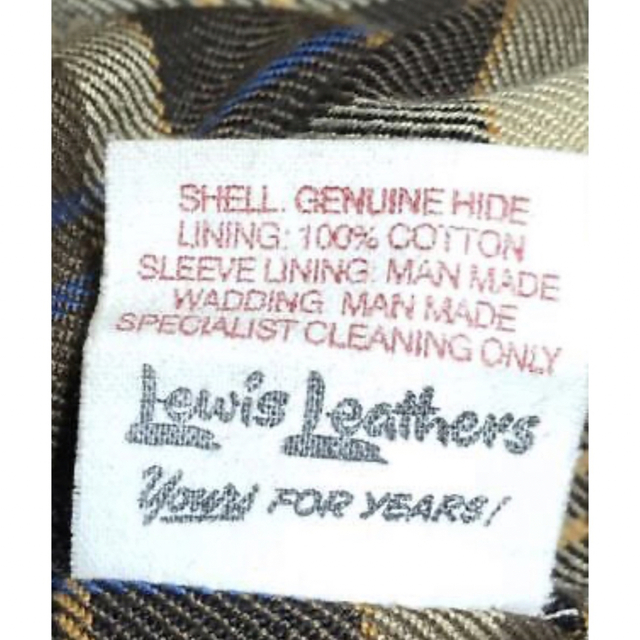 SHELL. GENUINE HIDE
LINING: 100% COTTON
SLEEVE LINING: MAN MADE
WADDING: MAN MADE
SPECIALIST CLEANING ONLY
Lewis Leathers
Yours FOR YEARS!